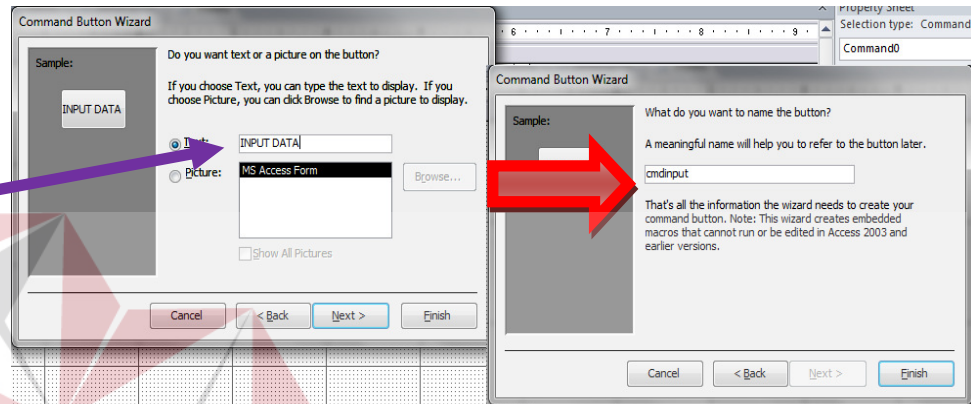 Command Button Wizard
Sample:
INPUT DATA
Do you want text or a picture on the button?
If you choose Text, you can type the text to display. If you
choose Picture, you can click Browse to find a picture to display.
INPUT DATA
Picture:
MS Access Form
Browse...
Show All Pictures
Cancel
< Back
Next >
Finish
6 7 8 9
Property Sheet
Selection type: Command
Command0
Command Button Wizard
Sample:
What do you want to name the button?
A meaningful name will help you to refer to the button later.
cmdinput
That's all the information the wizard needs to create your
command button. Note: This wizard creates embedded
macros that cannot run or be edited in Access 2003 and
earlier versions.
Cancel
< Back
Next >
Finish